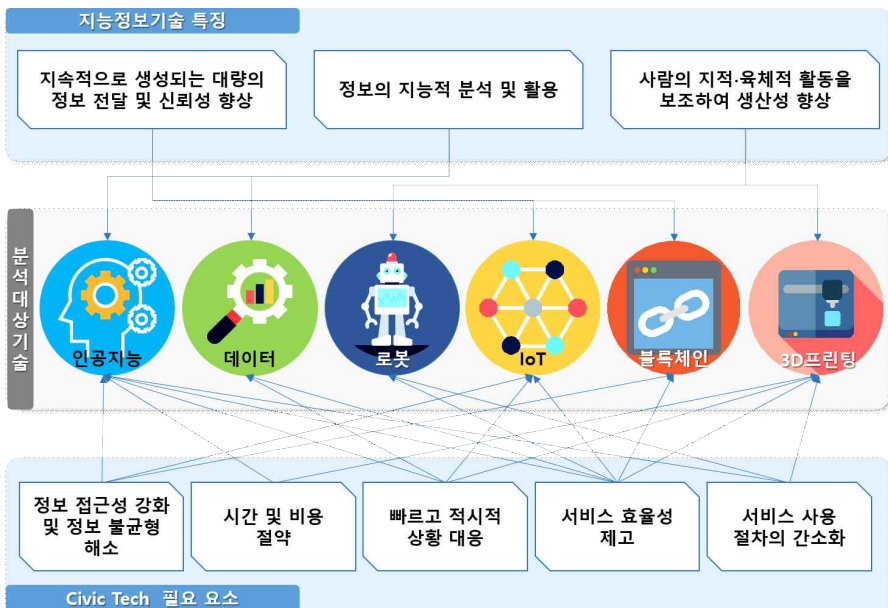 지능정보기술 특징
지속적으로 생성되는 대량의
정보 전달 및 신뢰성 향상
정보의 지능적 분석 및 활용
사람의 지적·육체적 활동을
보조하여 생산성 향상
분석대상기술
인공지능
데이터
로봇
IoT
블록체인
3D프린팅
정보 접근성 강화
및 정보 불균형
해소
시간 및 비용
절약
빠르고 적시적
상황 대응
서비스 효율성
제고
서비스 사용
절차의 간소화
Civic Tech 필요 요소